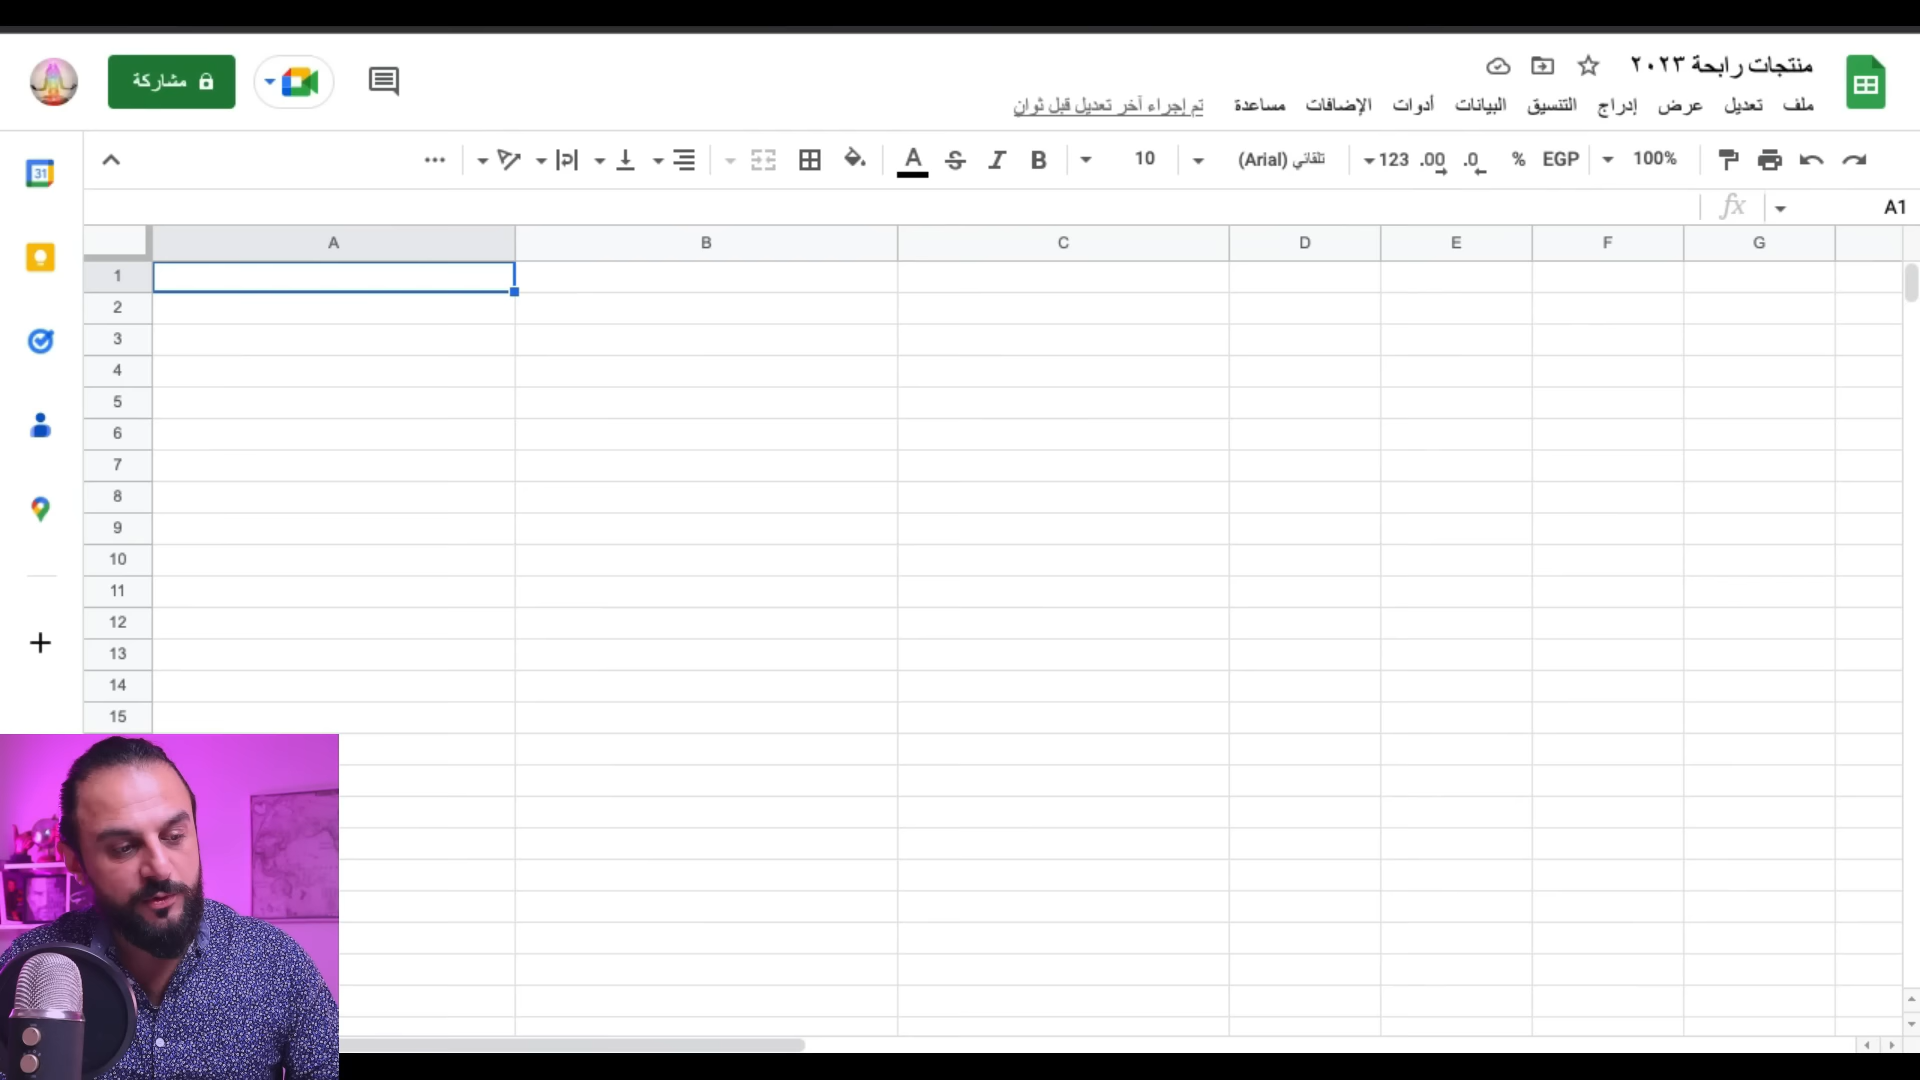 منتجات رابحة ٢٠٢٣
ملف تعديل عرض إدراج التنسيق البيانات أدوات الإضافات مساعدة تم إجراء آخر تعديل قبل ثوانٍ
مشاركة
100% EGP % .0 .00 123 تلقائي (Arial) 10 B I S A
31
A1 fx
A B C D E F G
1
2
3
4
5
6
7
8
9
10
11
12
13
14
15